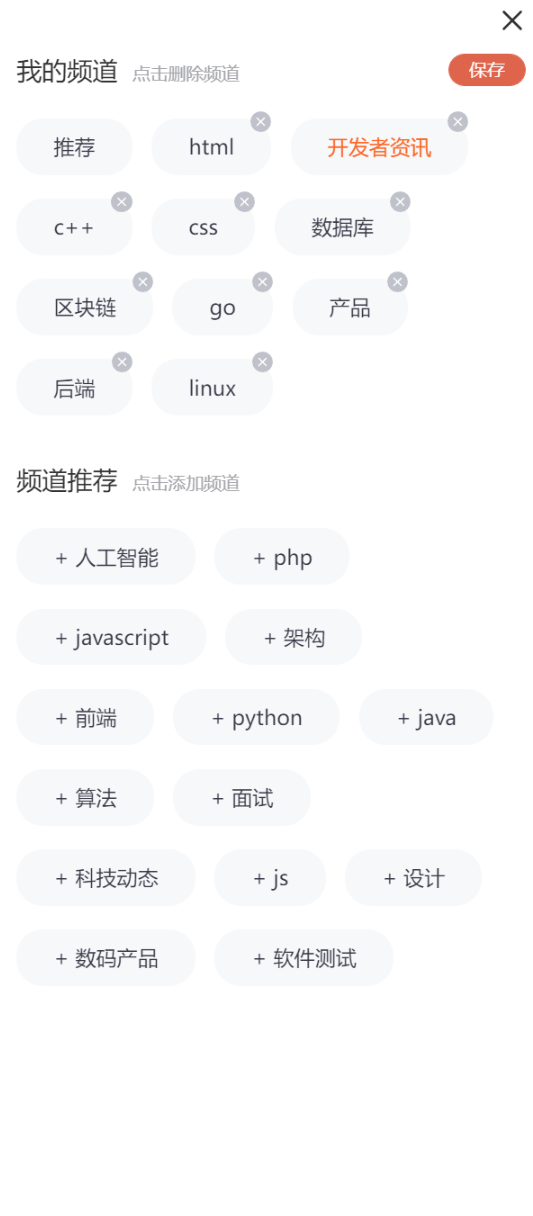 我的频道 点击删除频道 保存
推荐 html 开发者资讯
c++ css 数据库
区块链 go 产品
后端 linux
频道推荐 点击添加频道
+ 人工智能 + php
+ javascript + 架构
+ 前端 + python + java
+ 算法 + 面试
+ 科技动态 + js + 设计
+ 数码产品 + 软件测试